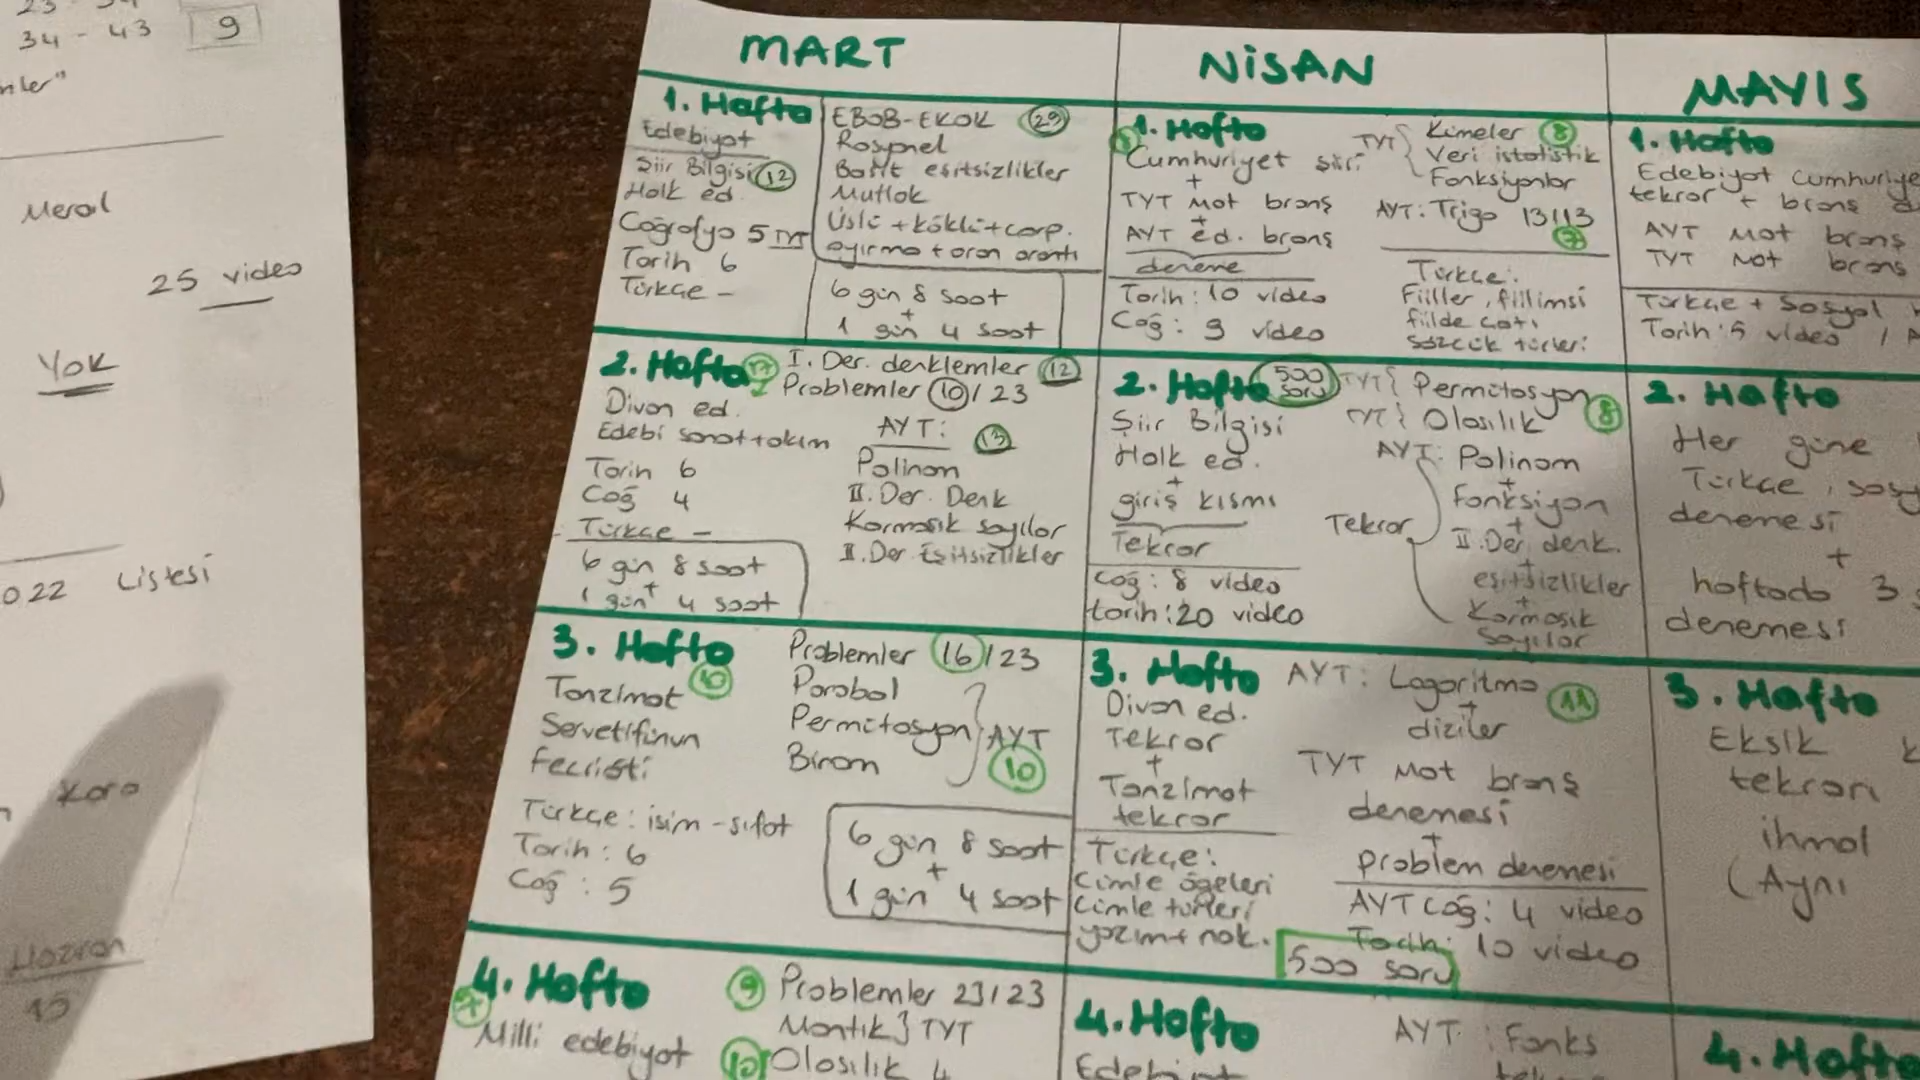 34 - 43 9
Meral
25 video
Yok
022 Listesi
Kara
Haziran
15
MART
1. Hafta
Edebiyat
Şiir Bilgisi 12
Halk ed.
Coğrafya 5 TYT
Tarih 6
Türkçe -
EBOB-EKOK 29
Rasyonel
Basit eşitsizlikler
Mutlak
Üslü + köklü + çarp.
ayırma + oran orantı
6 gün 8 saat
+
1 gün 4 saat
2. Hafta
Divan ed.
Edebi sanat + akım
Tarih 6
Coğ 4
Türkçe -
6 gün 8 saat
+
1 gün 4 saat
I. Der. denklemler 12
Problemler 10/23
AYT: 13
Polinom
II. Der. Denk
Karmaşık sayılar
II. Der Eşitsizlikler
3. Hafta
Tanzimat 10
Servetifünun
Fecriati
Türkçe: isim - sıfat
Tarih : 6
Coğ : 5
Problemler 16/23
Parabol
Permütasyon AYT
Binom 10
6 gün 8 saat
+
1 gün 4 saat
4. Hafta
7
Milli edebiyat
9 Problemler 23/23
Mantık } TYT
Olasılık
NİSAN
1. Hafta
Cumhuriyet şiiri
+
TYT Mat branş
+
AYT ed. branş
deneme
Tarih: 10 video
Coğ: 9 video
TYT { Kümeler 8
Veri istatistik
Fonksiyonlar
AYT: Trigo 13/13
7
Türkçe:
Fiiller, fiilimsi
fiilde çatı
sözcük türleri
2. Hafta 500 soru
Şiir Bilgisi
Halk ed.
+
giriş kısmı
Tekrar
Coğ: 8 video
tarih: 20 video
TYT{ Permütasyon
TYT{ Olasılık 8
AYT: Polinom
+
Fonksiyon
+
Tekrar II. Der. denk.
+
eşitsizlikler
+
Karmaşık
Sayılar
3. Hafta
Divan ed.
Tekrar
+
Tanzimat
tekrar
Türkçe:
Cümle ögeleri
Cümle türleri
yazım + nok.
AYT: Logaritma 11
+
diziler
TYT Mat branş
denemesi
+
Problem denemesi
AYT Coğ: 4 video
Tarih: 10 video
500 soru
4. Hafta
AYT : Fonks
MAYIS
1. Hafta
Edebiyat Cumhuriye
tekrar + branş
AYT Mat branş
TYT Mat branş
Türkçe + Sosyal
Tarih: 5 video /
2. Hafta
Her güne
Türkçe, sosy
denemesi
+
haftada 3
denemesi
3. Hafta
Eksik
tekrarı
ihmal
(Aynı
4. Hafta